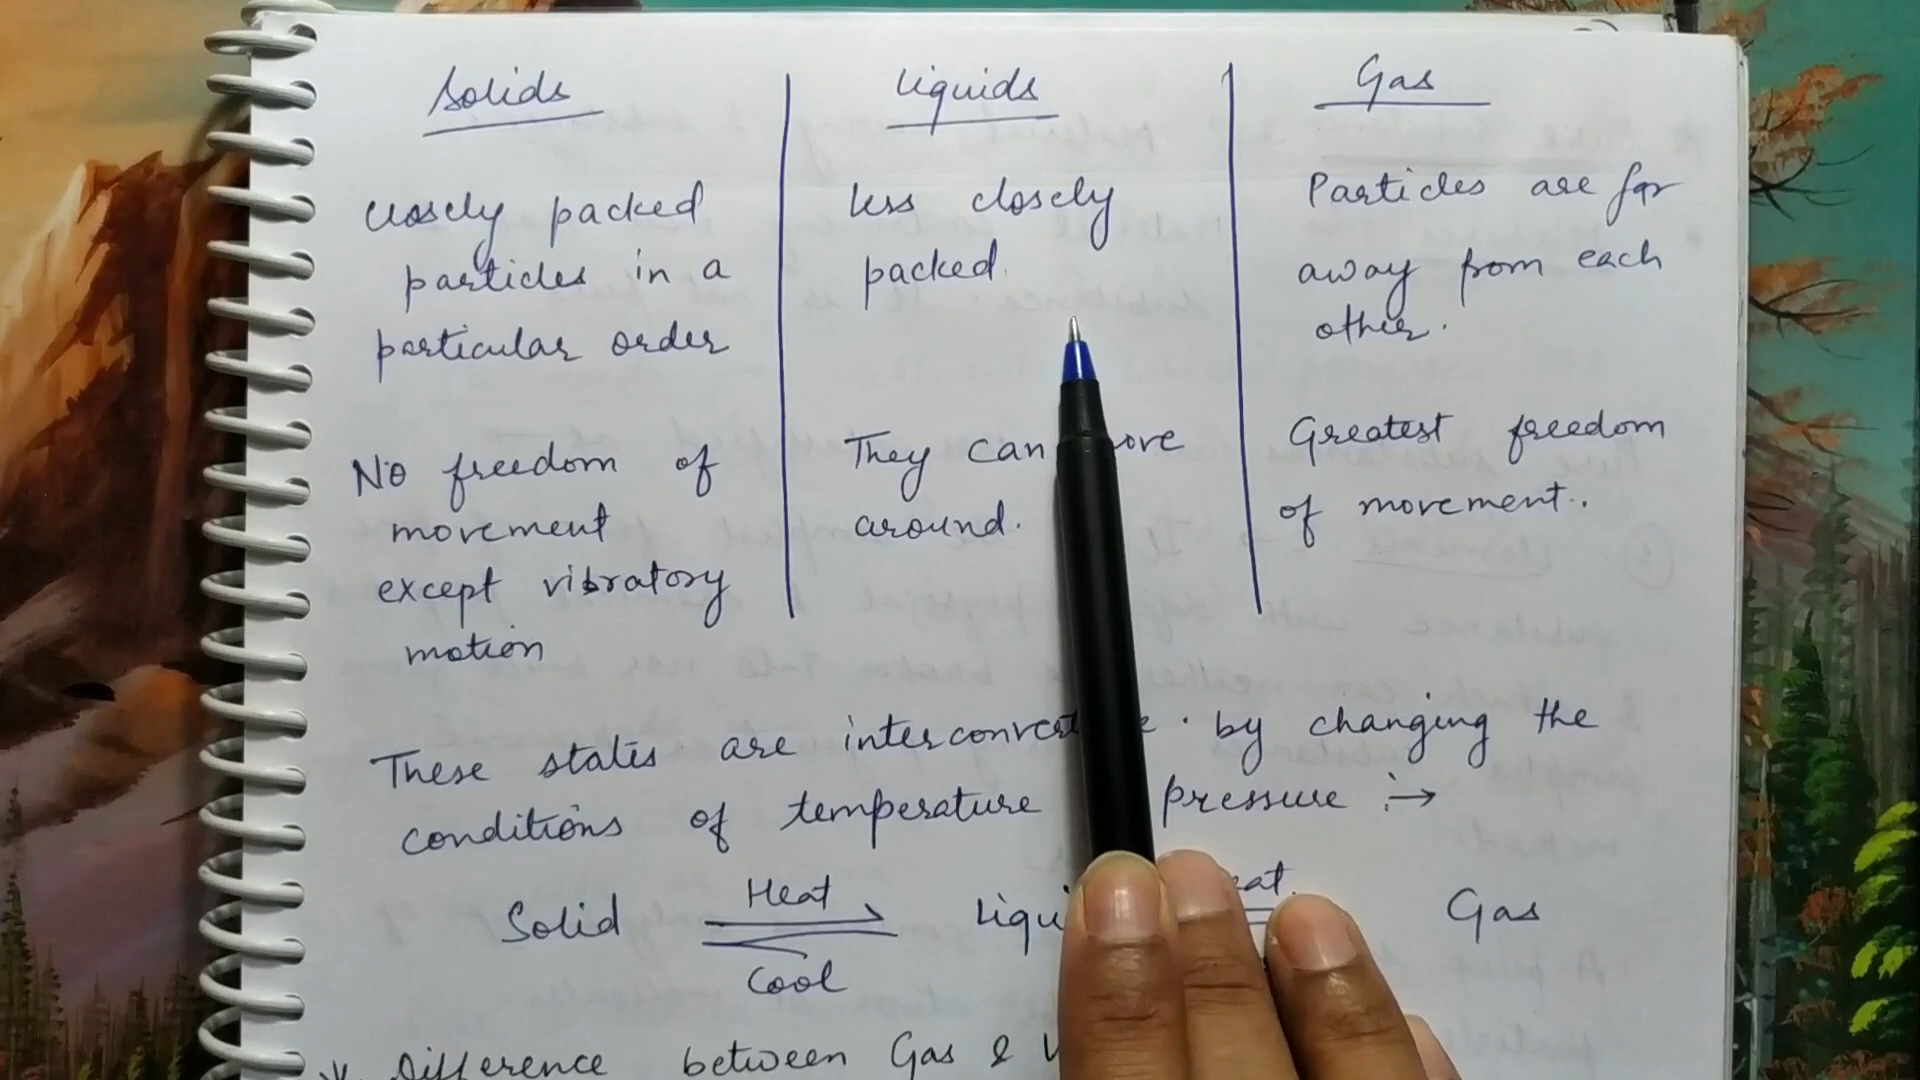 Solids
Closely packed
particles in a
particular order
No freedom of
movement
except vibratory
motion
Liquids
less closely
packed.
They can
around.
Gas
Particles are far
away from each
other.
Greatest freedom
of movement.
These states are by changing the
conditions of temperature pressure :→
Solid Heat Cool Gas
Difference between Gas &